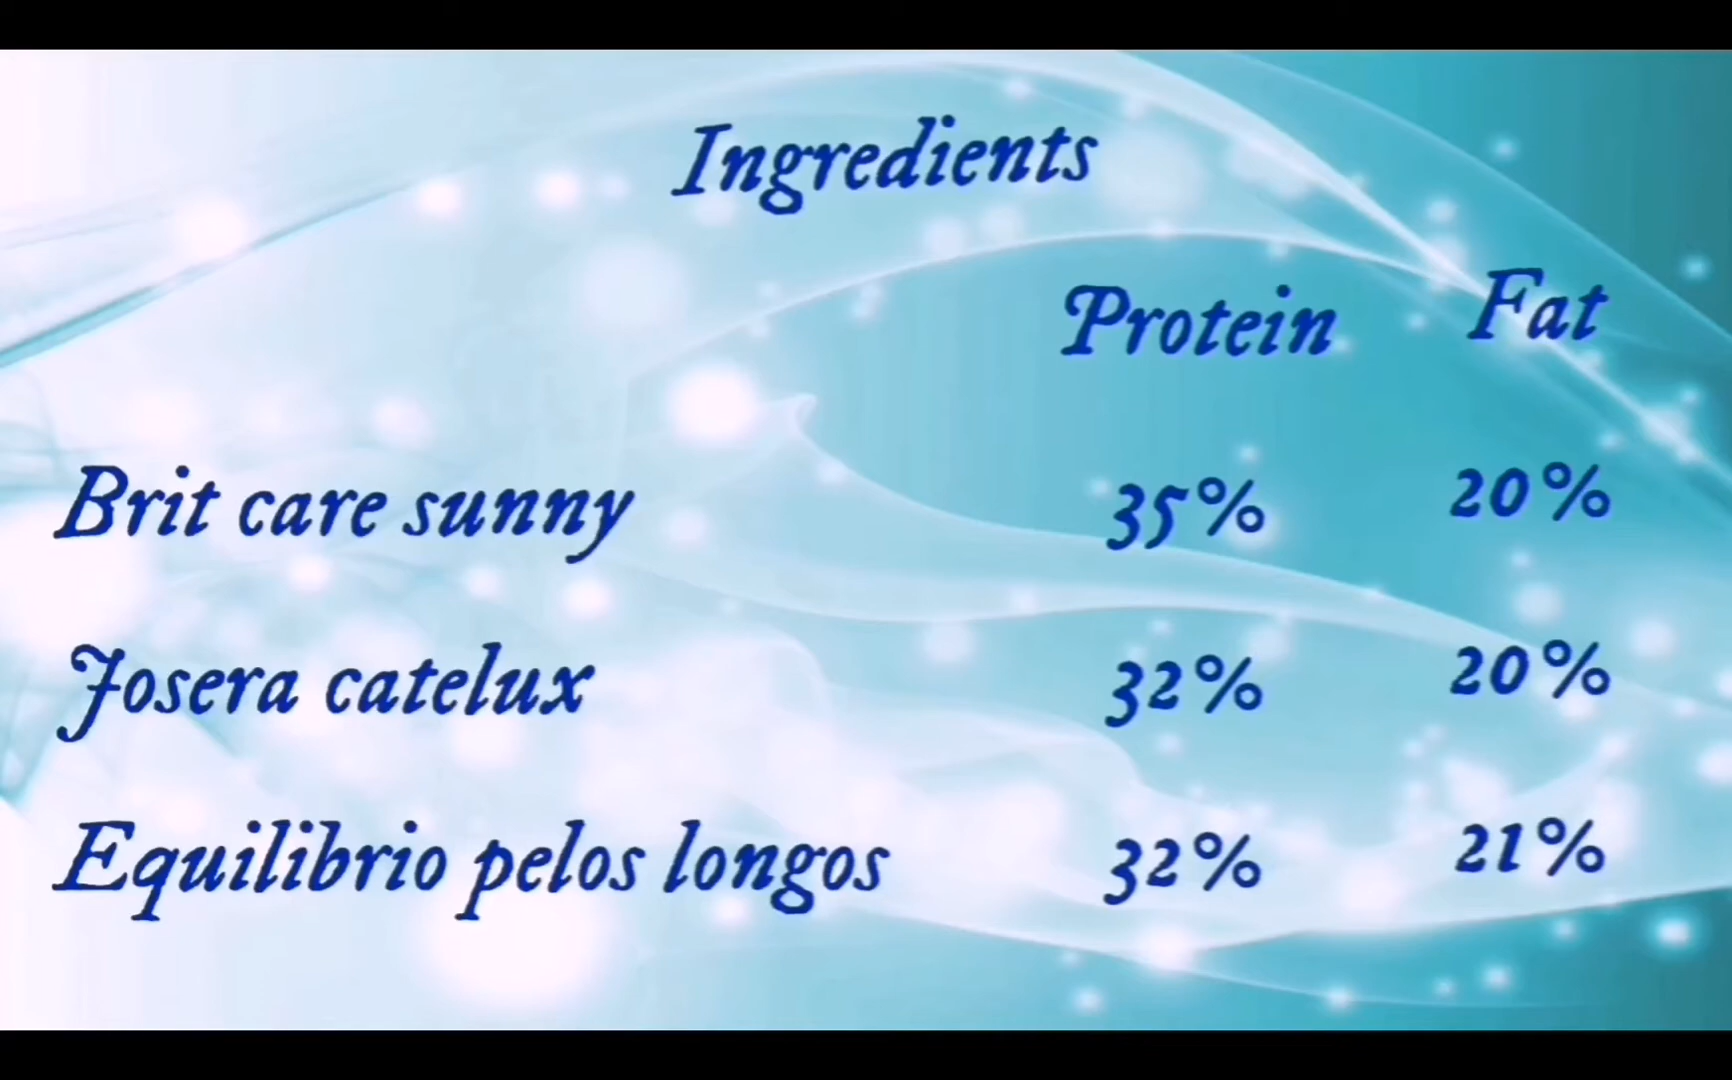 Ingredients
Protein Fat
Brit care sunny 35% 20%
Josera catelux 32% 20%
Equilibrio pelos longos 32% 21%